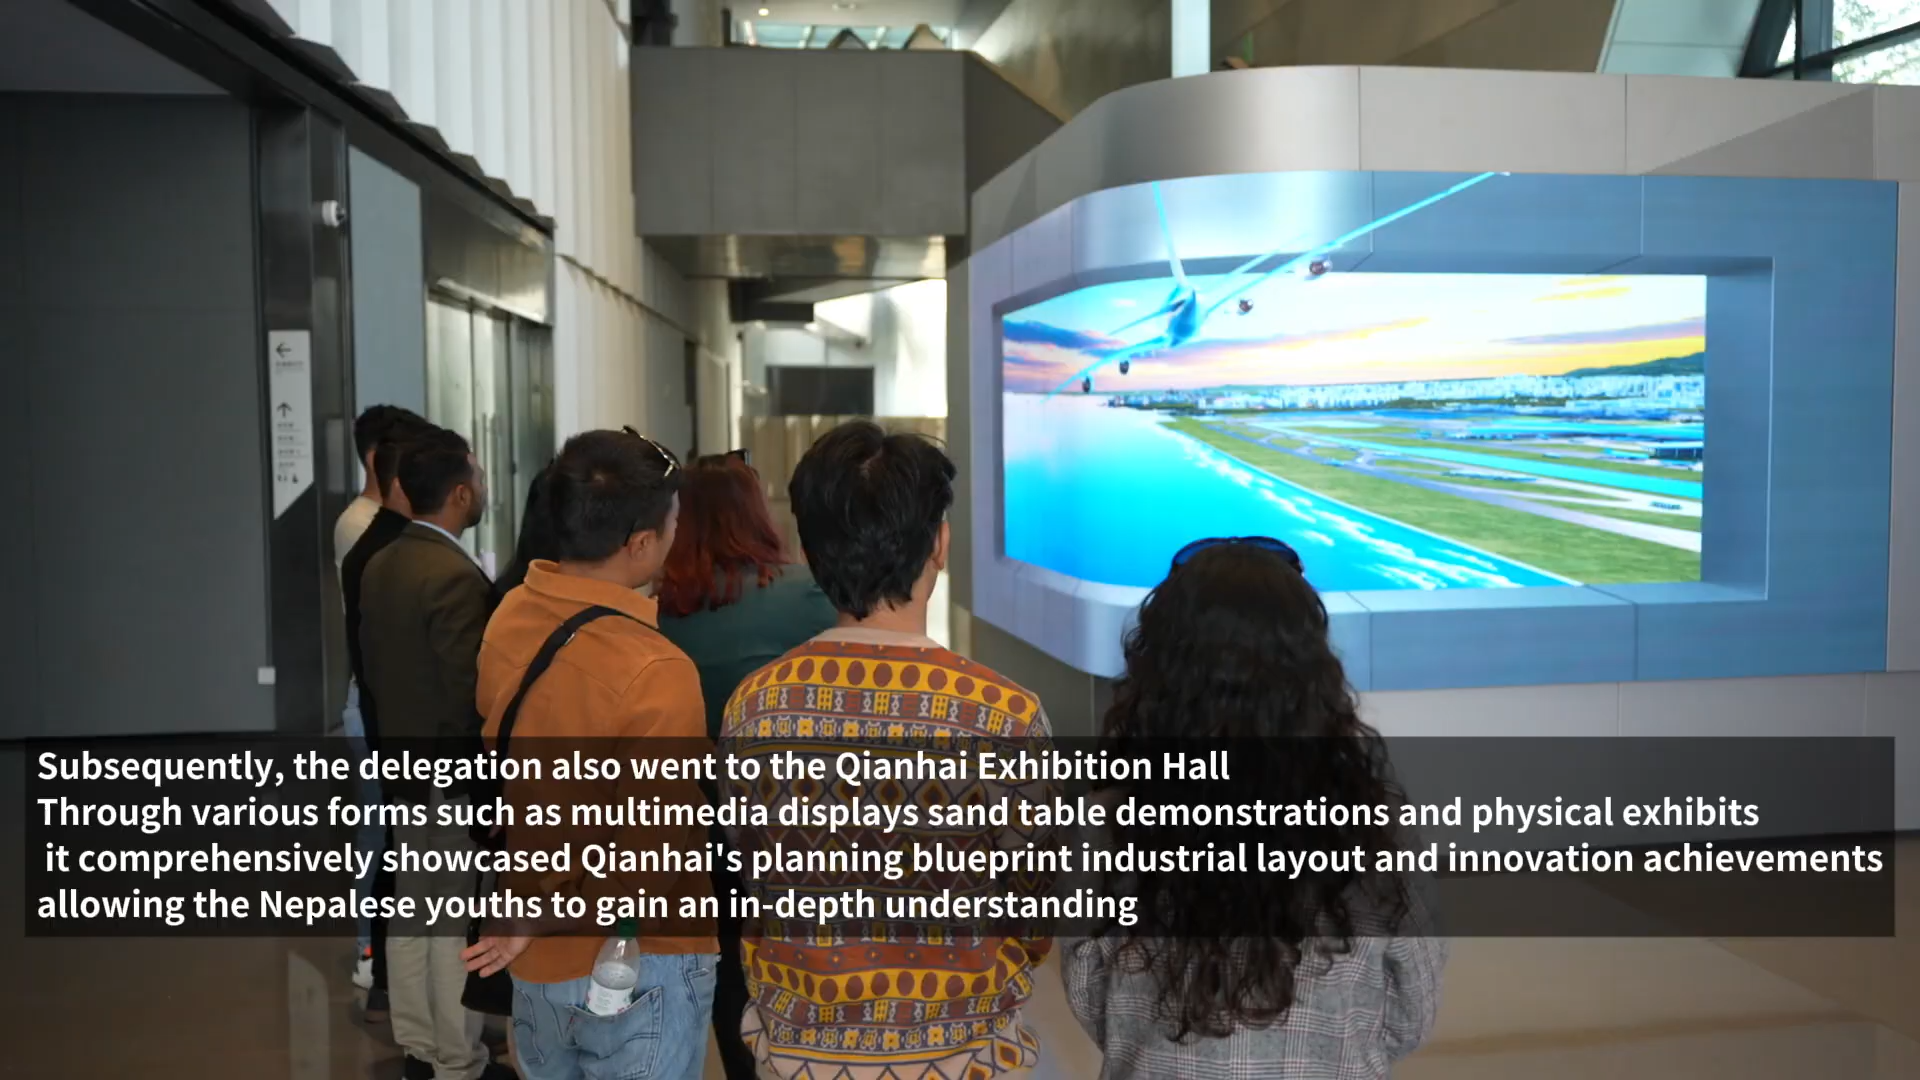 Subsequently, the delegation also went to the Qianhai Exhibition Hall
Through various forms such as multimedia displays sand table demonstrations and physical exhibits
it comprehensively showcased Qianhai's planning blueprint industrial layout and innovation achievements
allowing the Nepalese youths to gain an in-depth understanding